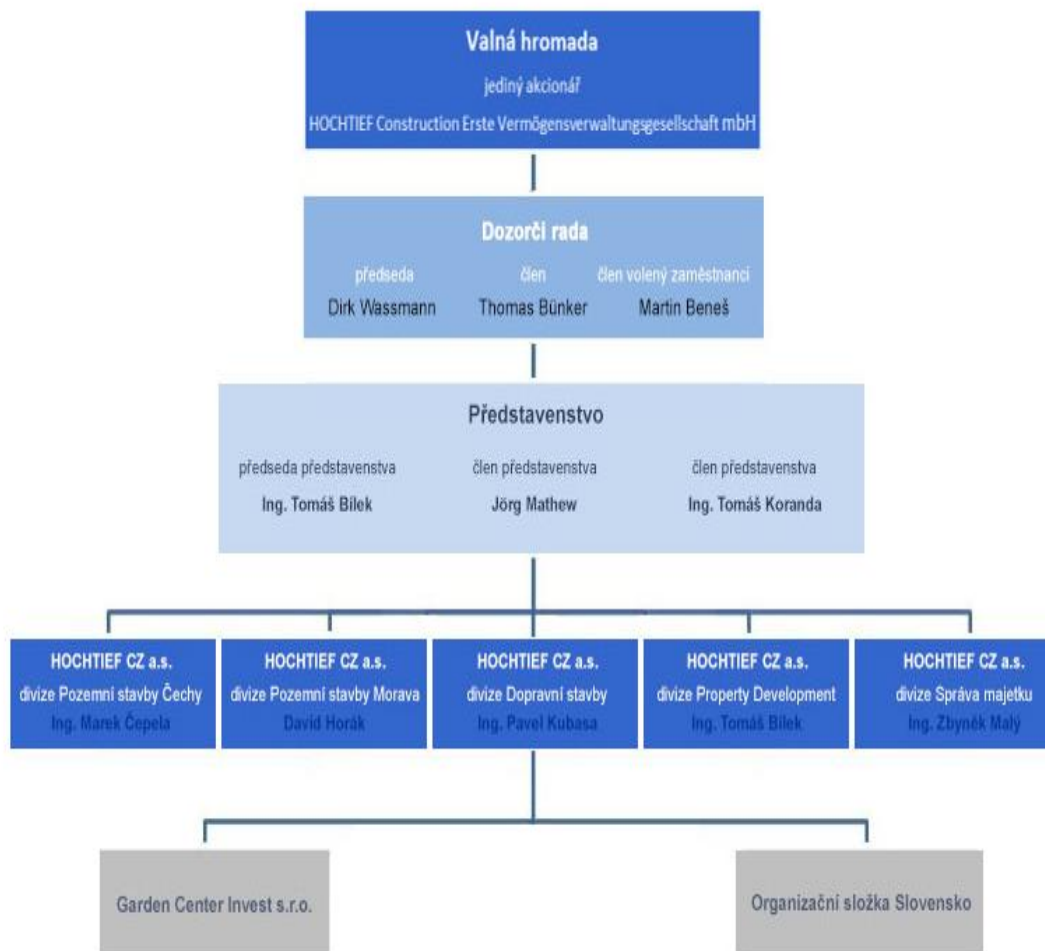 Valná hromada
jediný akcionář
HOCHTIEF Construction Erste Vermögensverwaltungsgesellschaft mbH
Dozorči rada
předseda
člen
člen volený zaměstnanci
Dirk Wassmann
Thomas Bünker
Martin Beneš
Představenstvo
předseda představenstva
člen představenstva
člen představenstva
Ing. Tomáš Bílek
Jörg Mathew
Ing. Tomáš Koranda
HOCHTIEF CZ a.s.
divize Pozemní stavby Čechy
Ing. Marek Čepela
HOCHTIEF CZ a.s.
divize Pozemní stavby Morava
David Horák
HOCHTIEF CZ a.s.
divize Dopravní stavby
Ing. Pavel Kubasa
HOCHTIEF CZ a.s.
divize Property Development
Ing. Tomáš Bílek
HOCHTIEF CZ a.s.
divize Správa majetku
Ing. Zbyněk Malý
Garden Center Invest s.r.o.
Organizační složka Slovensko